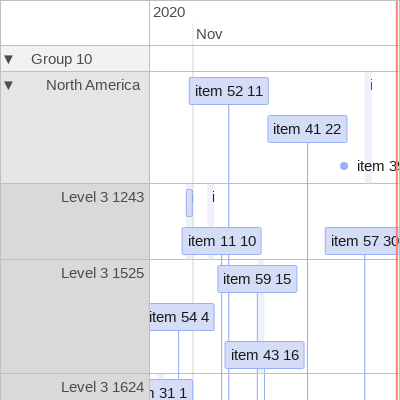 2020
Nov
▼ Group 10
▼ North America
i
item 52 11
item 41 22
item 3
Level 3 1243
i
item 11 10
item 57 30
Level 3 1525
item 59 15
item 54 4
item 43 16
Level 3 1624
31 1